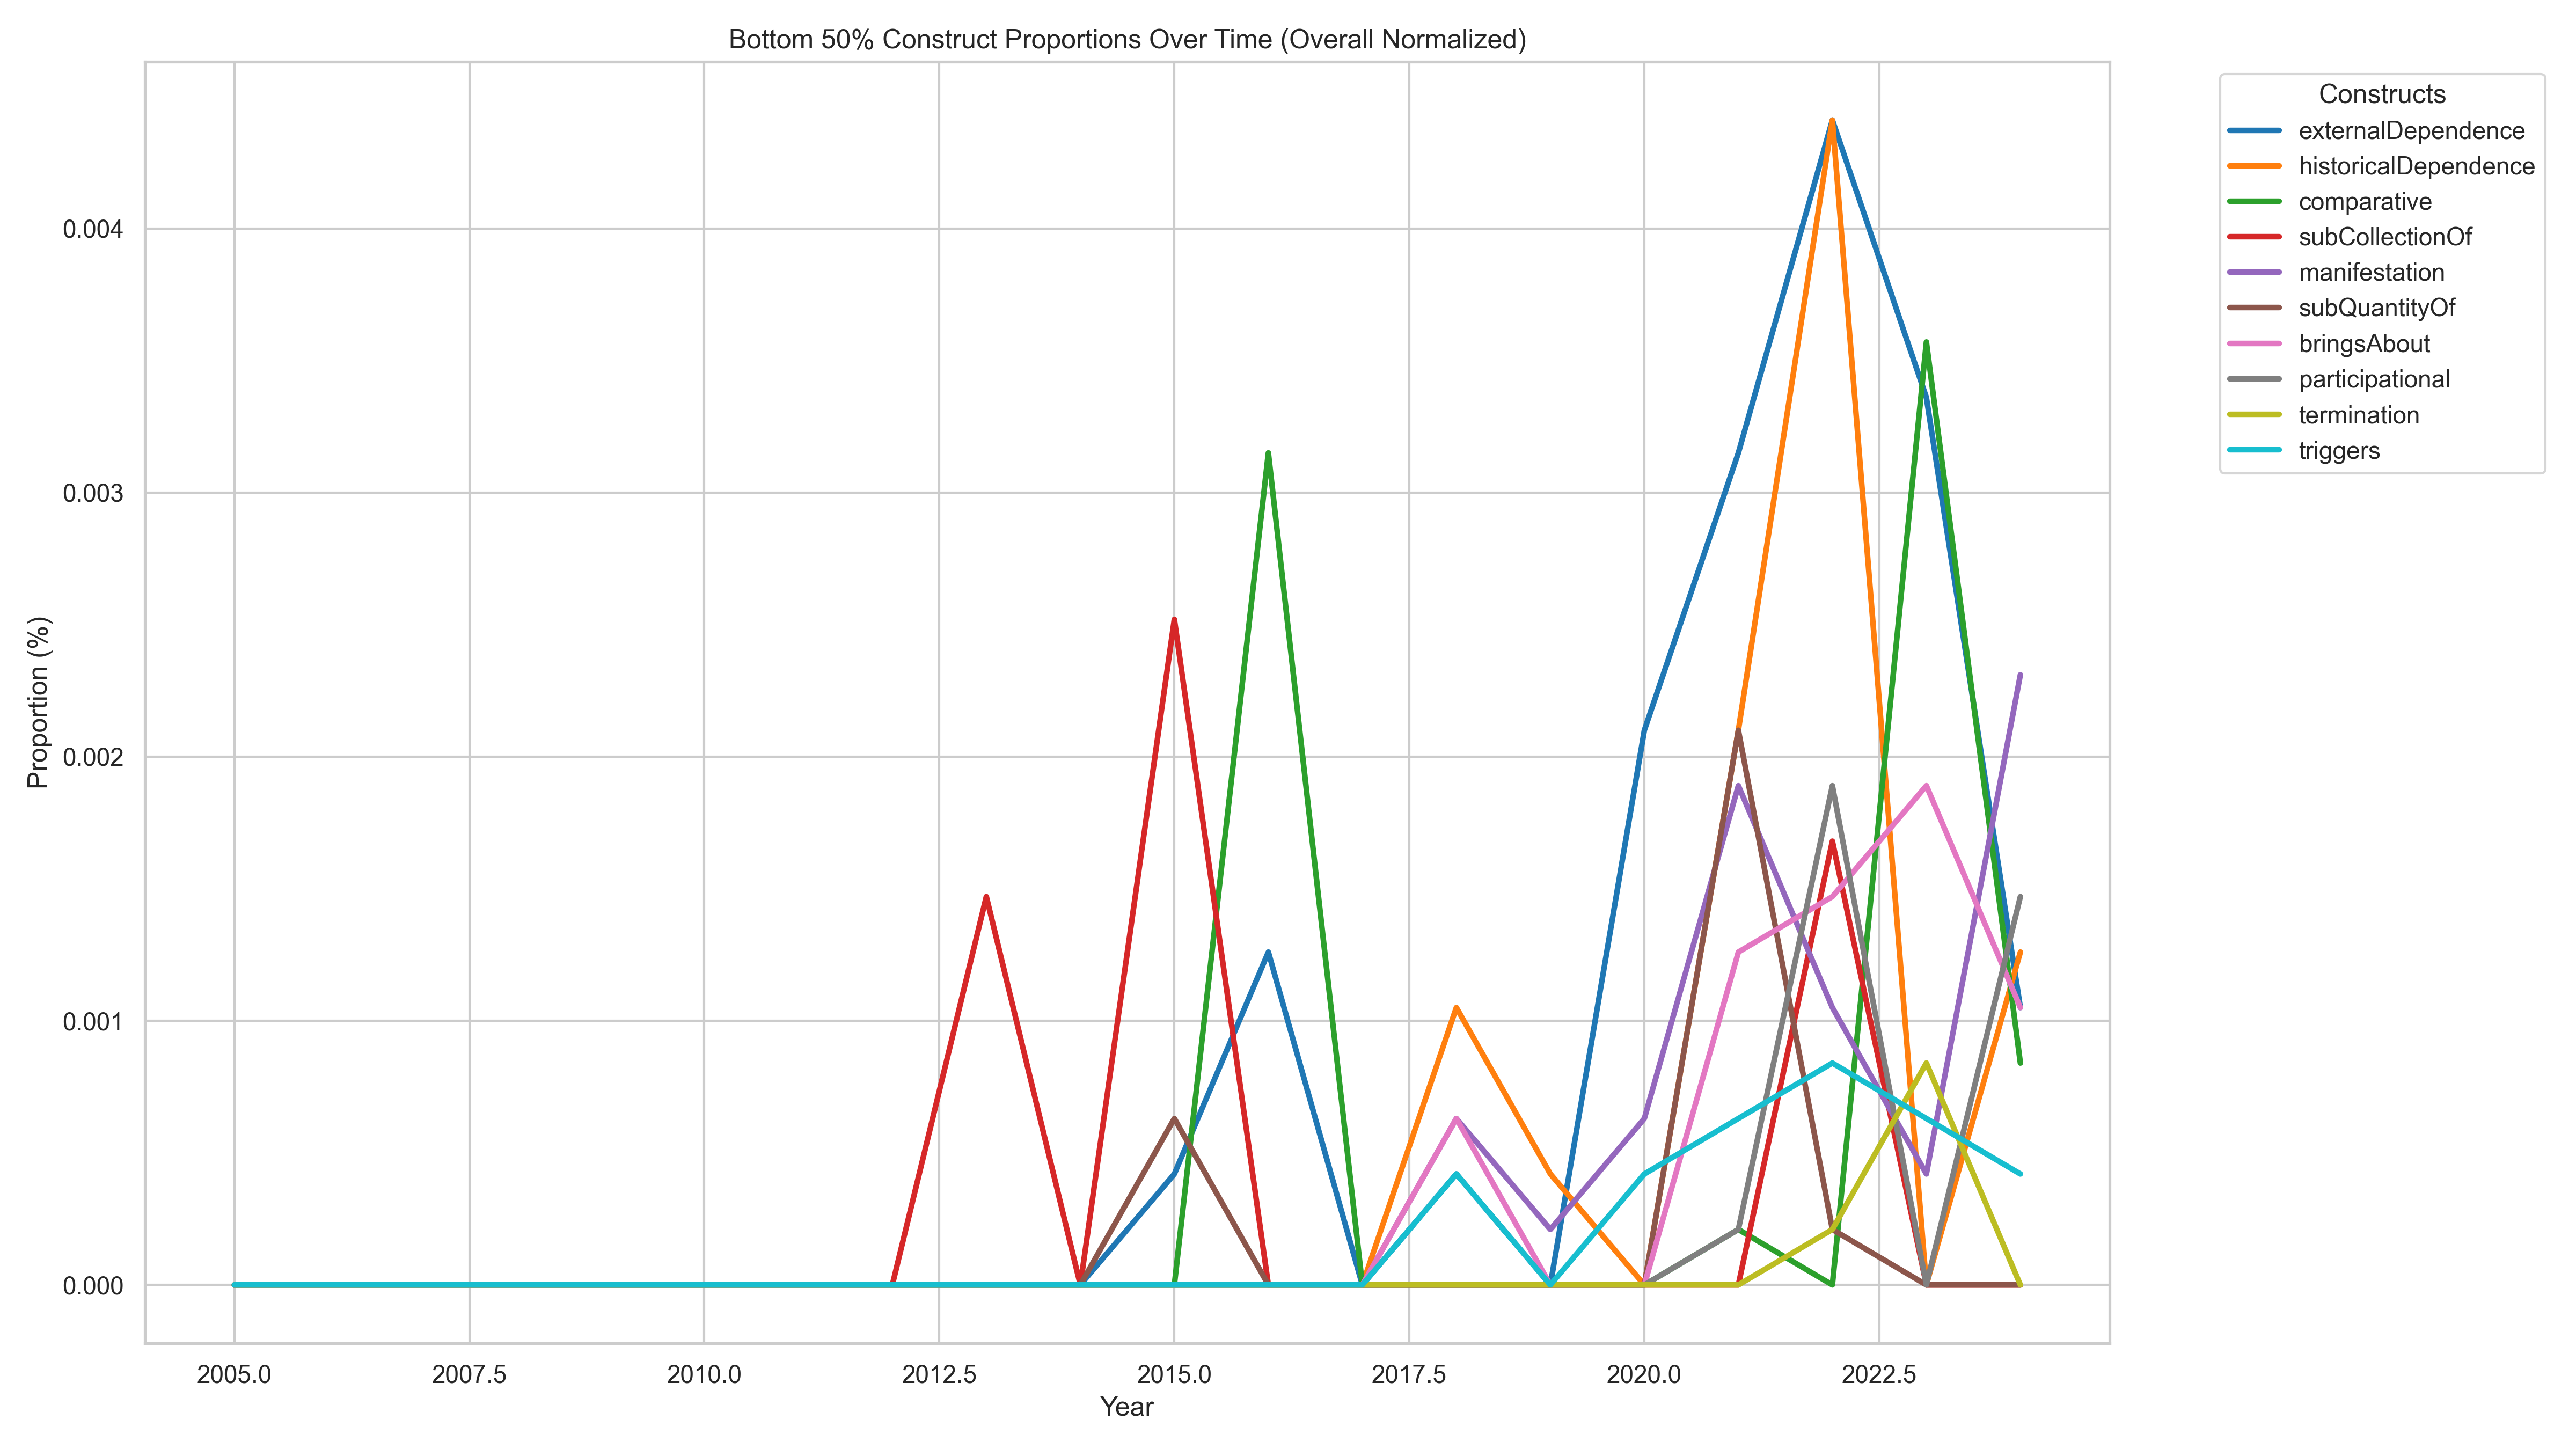 Bottom 50% Construct Proportions Over Time (Overall Normalized)
Constructs
externalDependence
historicalDependence
comparative
subCollectionOf
manifestation
subQuantityOf
bringsAbout
participational
termination
triggers
Proportion (%)
0.004
0.003
0.002
0.001
0.000
2005.0 2007.5 2010.0 2012.5 2015.0 2017.5 2020.0 2022.5
Year